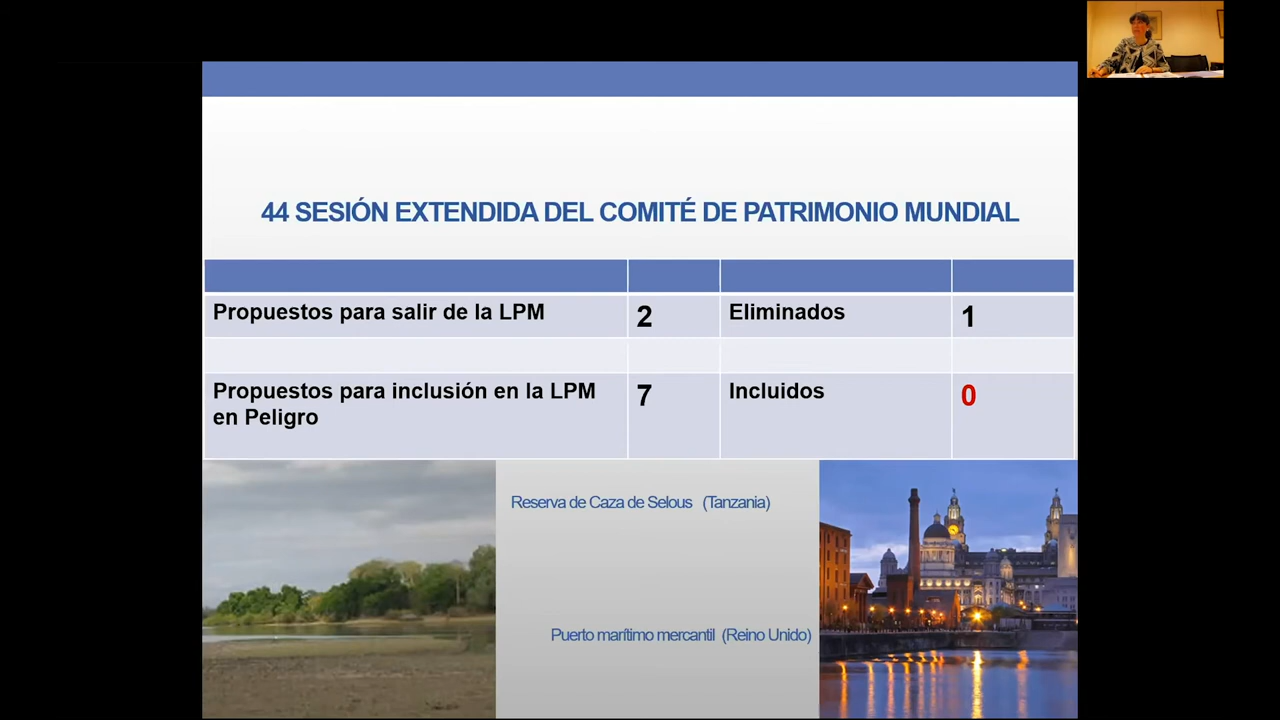 44 SESIÓN EXTENDIDA DEL COMITÉ DE PATRIMONIO MUNDIAL
Propuestos para salir de la LPM 2 Eliminados 1
Propuestos para inclusión en la LPM 7 Incluidos 0
en Peligro
Reserva de Caza de Selous (Tanzania)
Puerto marítimo mercantil (Reino Unido)